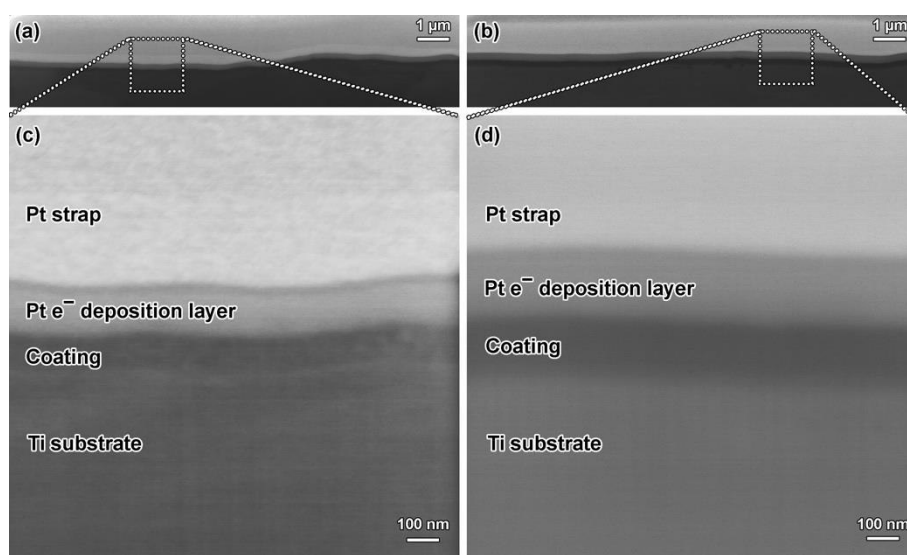 (a)
1 µm
(b)
1 µm
(c)
Pt strap
Pt e⁻ deposition layer
Coating
Ti substrate
100 nm
(d)
Pt strap
Pt e⁻ deposition layer
Coating
Ti substrate
100 nm